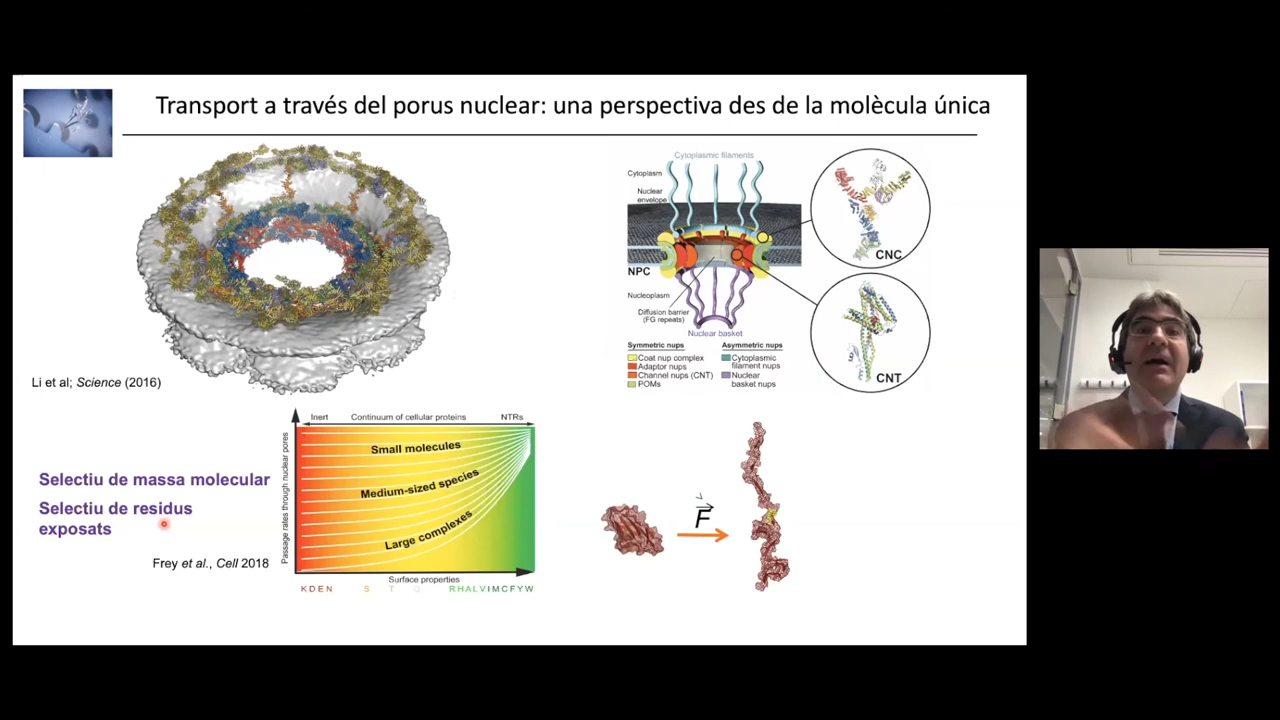 Transport a través del porus nuclear: una perspectiva des de la molècula única
Li et al; Science (2016)
Cytoplasmic filaments
Cytoplasm
Nuclear
envelope
NPC
Nucleoplasm
Diffusion barrier
(FG repeats)
Nuclear basket
CNC
CNT
Symmetric nups
Coat nup complex
Adaptor nups
Channel nups (CNT)
POMs
Asymmetric nups
Cytoplasmic
filament nups
Nuclear
basket nups
Selectiu de massa molecular
Selectiu de residus
exposats
Frey et al., Cell 2018
Inert
Continuum of cellular proteins
NTRs
Passage rates through nuclear pores
Small molecules
Medium-sized species
Large complexes
Surface properties
K D E N S T Q R H A L V I M C F Y W
F